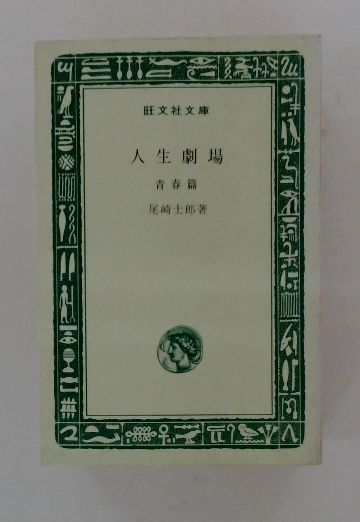 旺文社文庫
人生劇場
青春篇
尾崎士郎著